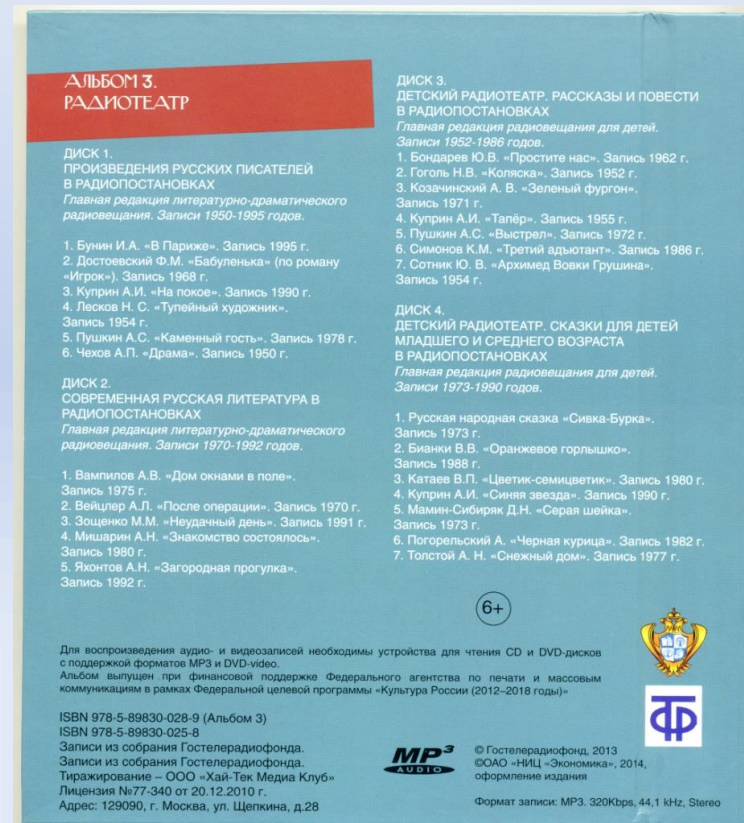 АЛЬБОМ 3.
РАДИОТЕАТР
ДИСК 1.
ПРОИЗВЕДЕНИЯ РУССКИХ ПИСАТЕЛЕЙ
В РАДИОПОСТАНОВКАХ
Главная редакция литературно-драматического
радиовещания. Записи 1950-1995 годов.
1. Бунин И.А. «В Париже». Запись 1995 г.
2. Достоевский Ф.М. «Бабуленька» (по роману
«Игрок»). Запись 1968 г.
3. Куприн А.И. «На покое». Запись 1990 г.
4. Лесков Н. С. «Тупейный художник».
Запись 1954 г.
5. Пушкин А.С. «Каменный гость». Запись 1978 г.
6. Чехов А.П. «Драма». Запись 1950 г.
ДИСК 2.
СОВРЕМЕННАЯ РУССКАЯ ЛИТЕРАТУРА В
РАДИОПОСТАНОВКАХ
Главная редакция литературно-драматического
радиовещания. Записи 1970-1992 годов.
1. Вампилов А.В. «Дом окнами в поле».
Запись 1975 г.
2. Вейцлер А.Л. «После операции». Запись 1970 г.
3. Зощенко М.М. «Неудачный день». Запись 1991 г.
4. Мишарин А.Н. «Знакомство состоялось».
Запись 1980 г.
5. Яхонтов А.Н. «Загородная прогулка».
Запись 1992 г.
ДИСК 3.
ДЕТСКИЙ РАДИОТЕАТР. РАССКАЗЫ И ПОВЕСТИ
В РАДИОПОСТАНОВКАХ
Главная редакция радиовещания для детей.
Записи 1952-1986 годов.
1. Бондарев Ю.В. «Простите нас». Запись 1962 г.
2. Гоголь Н.В. «Коляска». Запись 1952 г.
3. Козачинский А. В. «Зеленый фургон».
Запись 1971 г.
4. Куприн А.И. «Тапёр». Запись 1955 г.
5. Пушкин А.С. «Выстрел». Запись 1972 г.
6. Симонов К.М. «Третий адъютант». Запись 1986 г.
7. Сотник Ю. В. «Архимед Вовки Грушина».
Запись 1954 г.
ДИСК 4.
ДЕТСКИЙ РАДИОТЕАТР. СКАЗКИ ДЛЯ ДЕТЕЙ
МЛАДШЕГО И СРЕДНЕГО ВОЗРАСТА
В РАДИОПОСТАНОВКАХ
Главная редакция радиовещания для детей.
Записи 1973-1990 годов.
1. Русская народная сказка «Сивка-Бурка».
Запись 1973 г.
2. Бианки В.В. «Оранжевое горлышко».
Запись 1988 г.
3. Катаев В.П. «Цветик-семицветик». Запись 1980 г.
4. Куприн А.И. «Синяя звезда». Запись 1990 г.
5. Мамин-Сибиряк Д.Н. «Серая шейка».
Запись 1973 г.
6. Погорельский А. «Черная курица». Запись 1982 г.
7. Толстой А. Н. «Снежный дом». Запись 1977 г.
6+
Для воспроизведения аудио- и видеозаписей необходимы устройства для чтения CD и DVD-дисков
с поддержкой форматов MP3 и DVD-video.
Альбом выпущен при финансовой поддержке Федерального агентства по печати и массовым
коммуникациям в рамках Федеральной целевой программы «Культура России (2012–2018 годы)»
ISBN 978-5-89830-028-9 (Альбом 3)
ISBN 978-5-89830-025-8
Записи из собрания Гостелерадиофонда.
Записи из собрания Гостелерадиофонда.
Тиражирование – ООО «Хай-Тек Медиа Клуб»
Лицензия №77-340 от 20.12.2010 г.
Адрес: 129090, г. Москва, ул. Щепкина, д.28
MP3
AUDIO
© Гостелерадиофонд, 2013
©ОАО «НИЦ «Экономика», 2014,
оформление издания
Формат записи: MP3. 320Kbps, 44,1 kHz, Stereo